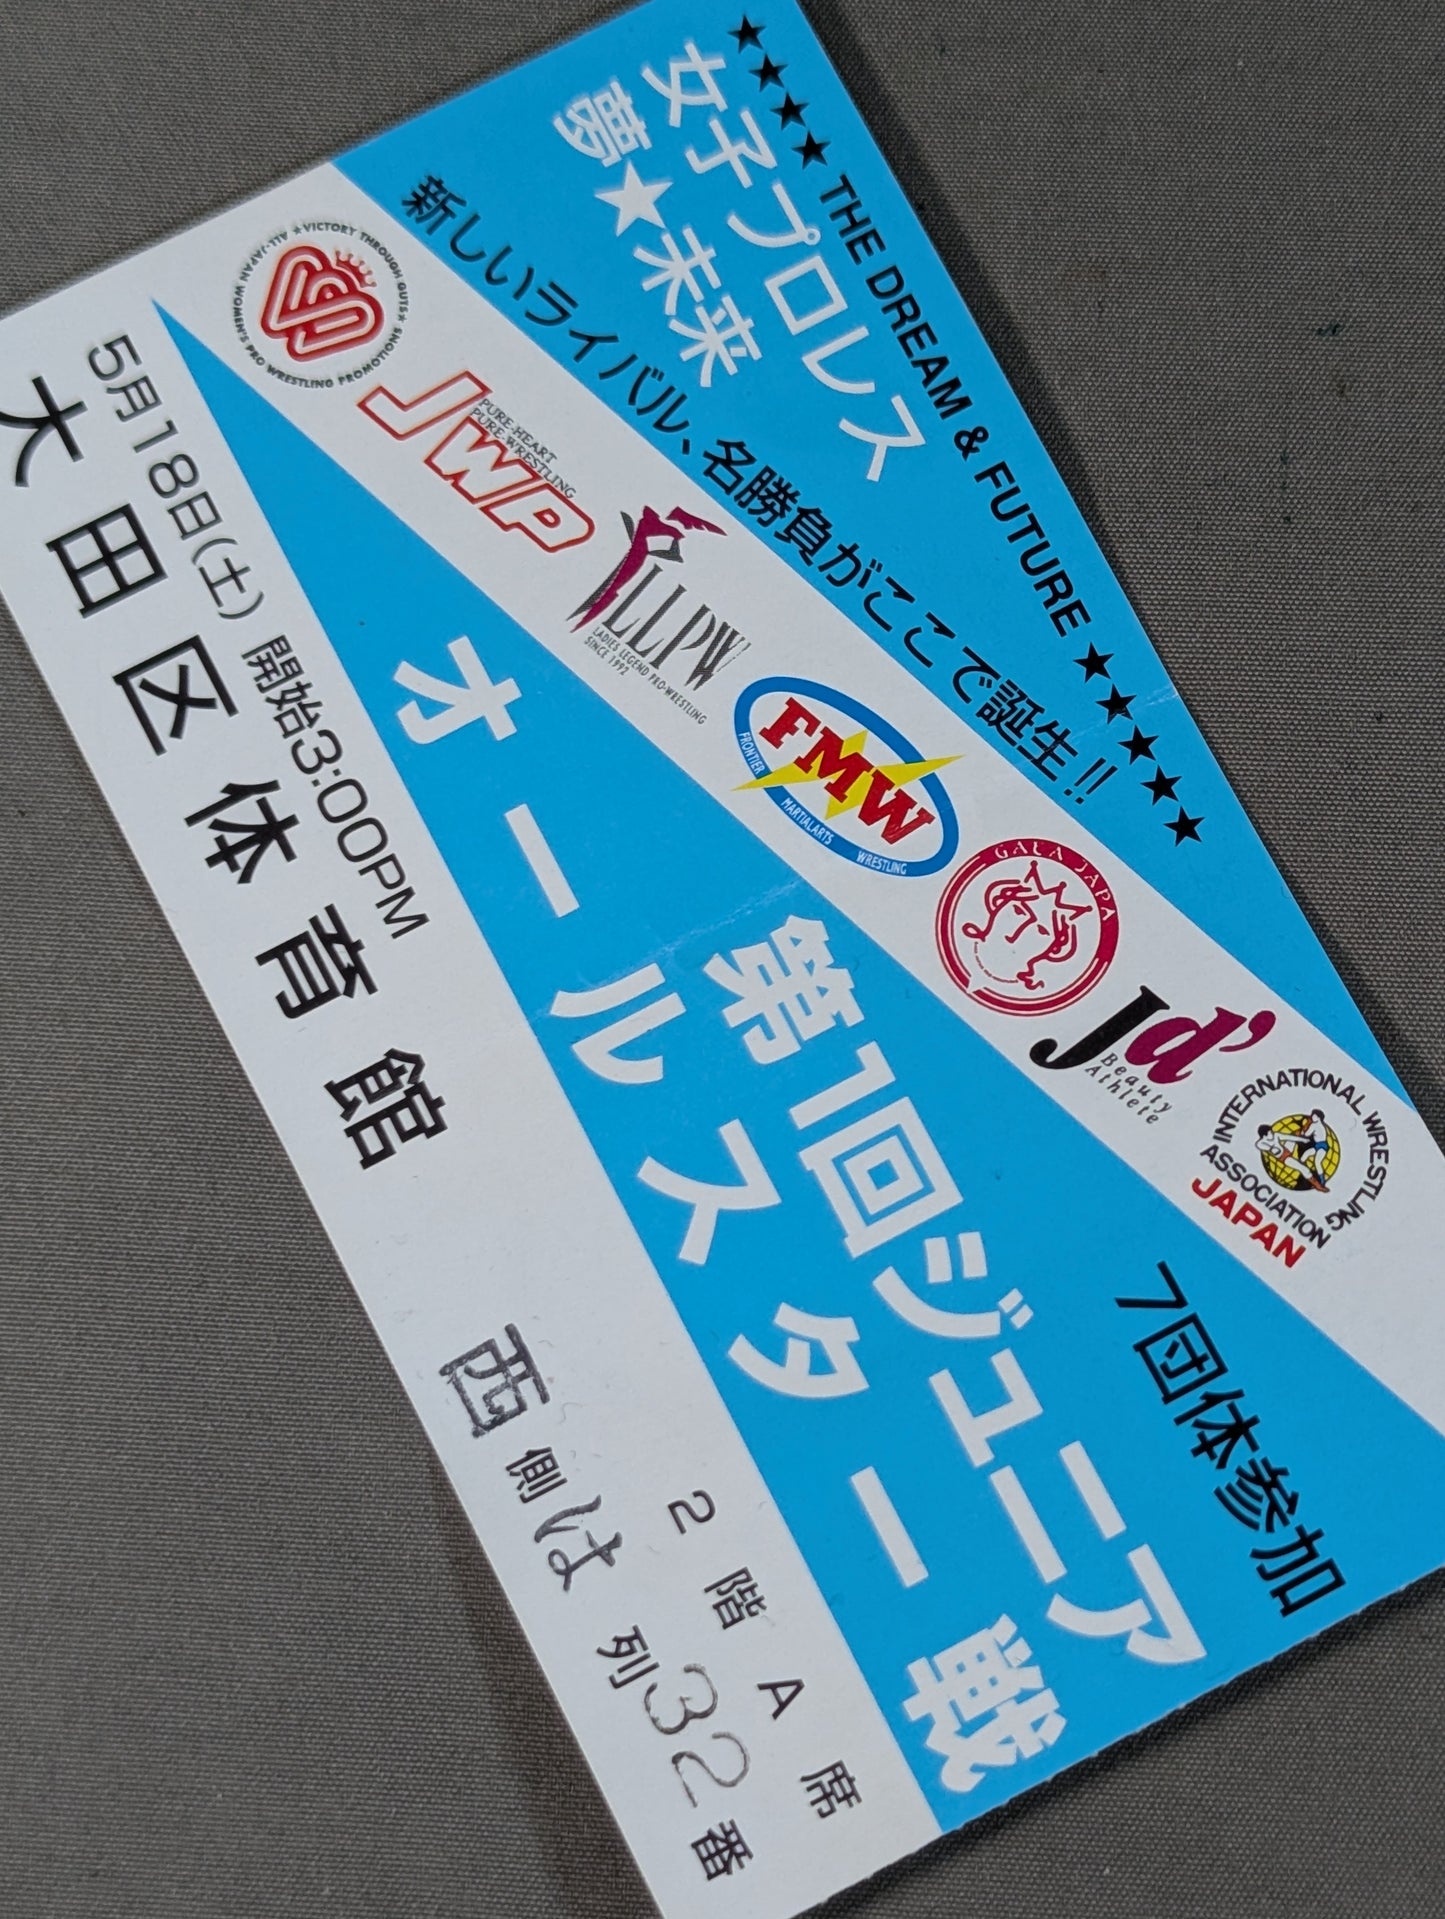 ★★★★ THE DREAM & FUTURE ★★★★★
女子プロレス
夢★未来
新しいライバル、名勝負がここで誕生!!
★VICTORY THROUGH GUTS★ ALL-JAPAN WOMEN'S PRO WRESTLING PROMOTIONS
PURE-HEART
PURE-WRESTLING
JWP
LLPW
LADIES LEGEND PRO-WRESTLING
SINCE 1992
FMW
FRONTIER MARTIALARTS WRESTLING
GAEA JAPAN
Jd'
Beauty
Athlete
INTERNATIONAL WRESTLING
ASSOCIATION
JAPAN
7団体参加
第1回ジュニア
オールスター戦
5月18日(土) 開始3:00PM
大田区体育館
2階A席
西側は列32番